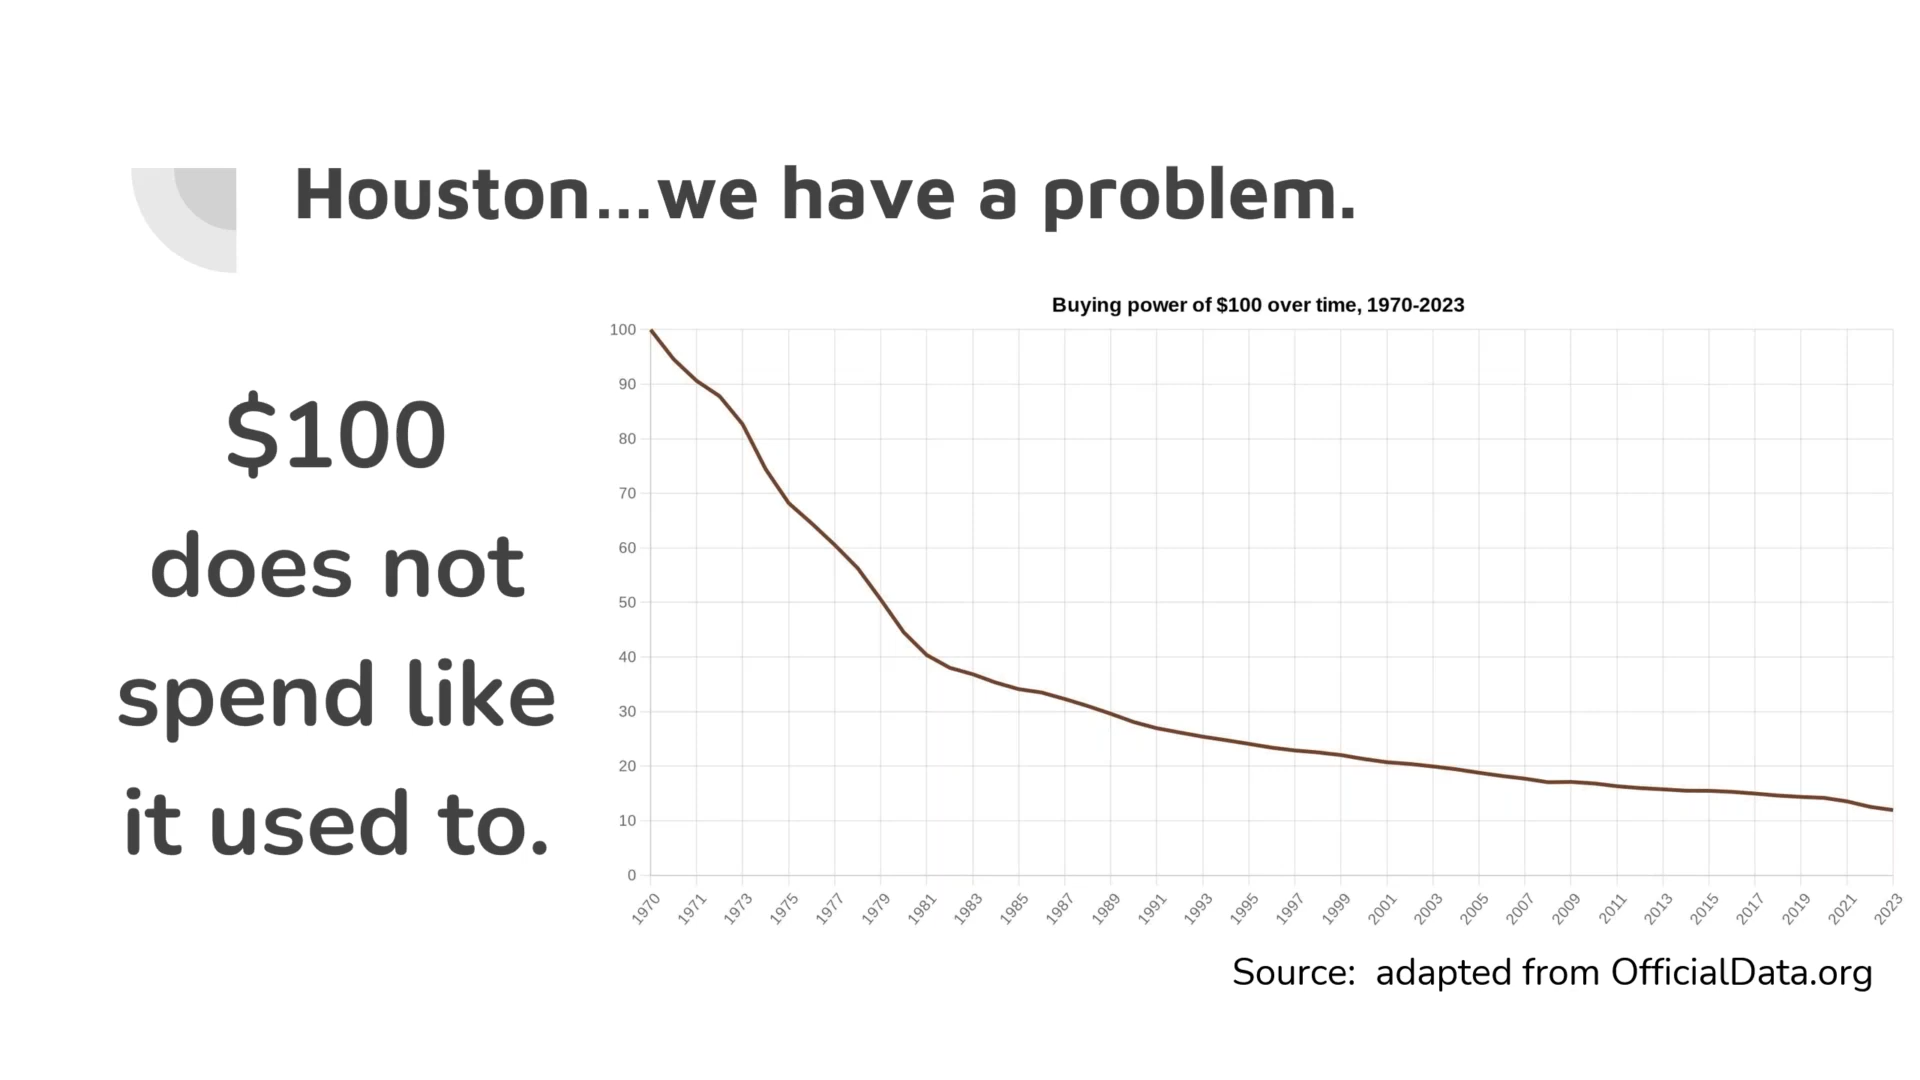 Houston...we have a problem.
$100
does not
spend like
it used to.
Buying power of $100 over time, 1970-2023
100
90
80
70
60
50
40
30
20
10
0
1970 1971 1973 1975 1977 1979 1981 1983 1985 1987 1989 1991 1993 1995 1997 1999 2001 2003 2005 2007 2009 2011 2013 2015 2017 2019 2021 2023
Source:  adapted from OfficialData.org